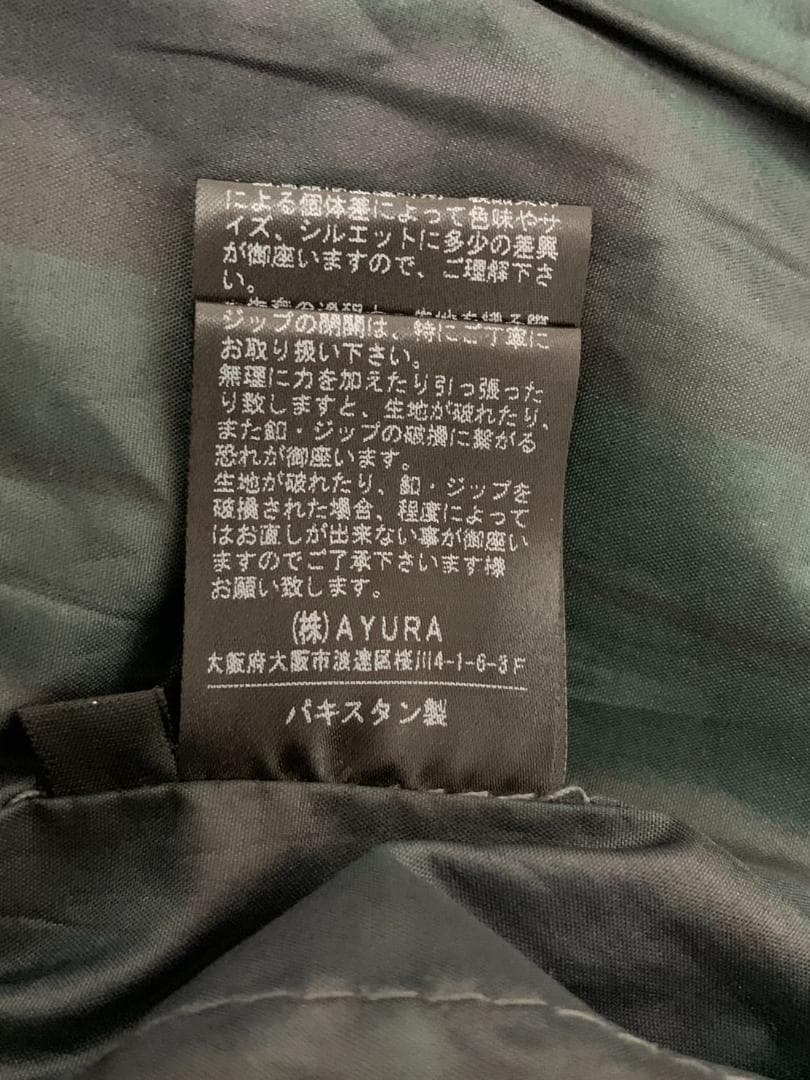 による個体差によって色味やサ
イズ、シルエットに多少の差異
が御座いますので、ご理解下さ
い。
ジップの開閉は、特にご丁寧に
お取り扱い下さい。
無理に力を加えたり引っ張った
り致しますと、生地が破れたり、
また釦・ジップの破損に繋がる
恐れが御座います。
生地が破れたり、釦・ジップを
破損された場合、程度によって
はお直しが出来ない事が御座い
ますのでご了承下さいます様
お願い致します。
(株)AYURA
大阪府大阪市浪速区桜川4-1-6-3F
パキスタン製